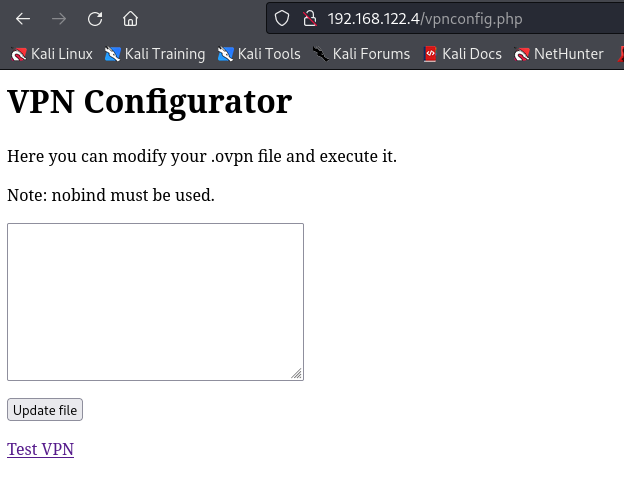 192.168.122.4/vpnconfig.php
Kali Linux Kali Training Kali Tools Kali Forums Kali Docs NetHunter
VPN Configurator
Here you can modify your .ovpn file and execute it.
Note: nobind must be used.
Update file
Test VPN